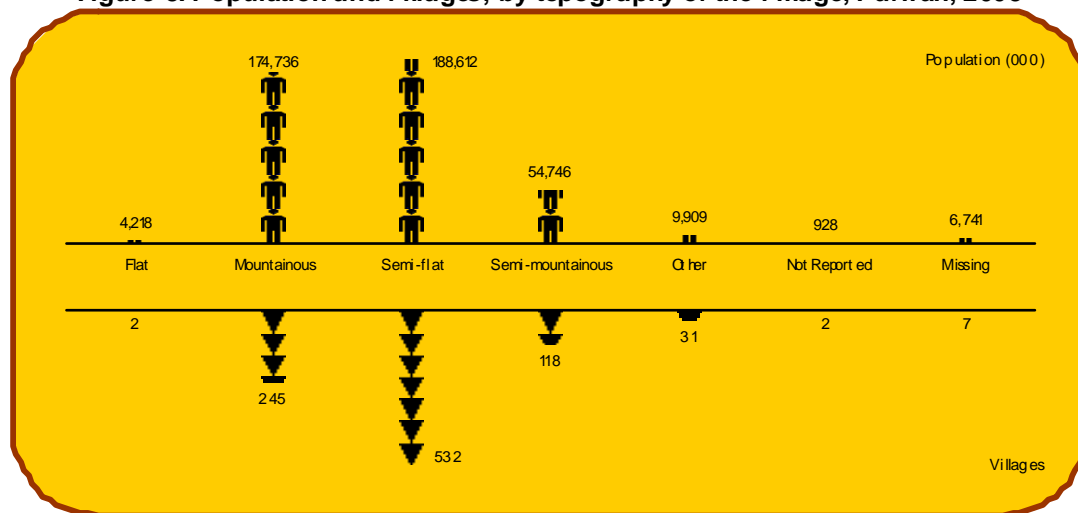 174,736 188,612 Population (000)
54,746
4,218 9,909 928 6,741
Flat Mountainous Semi-flat Semi-mountainous Other Not Reported Missing
2 245 532 118 31 2 7
Villages